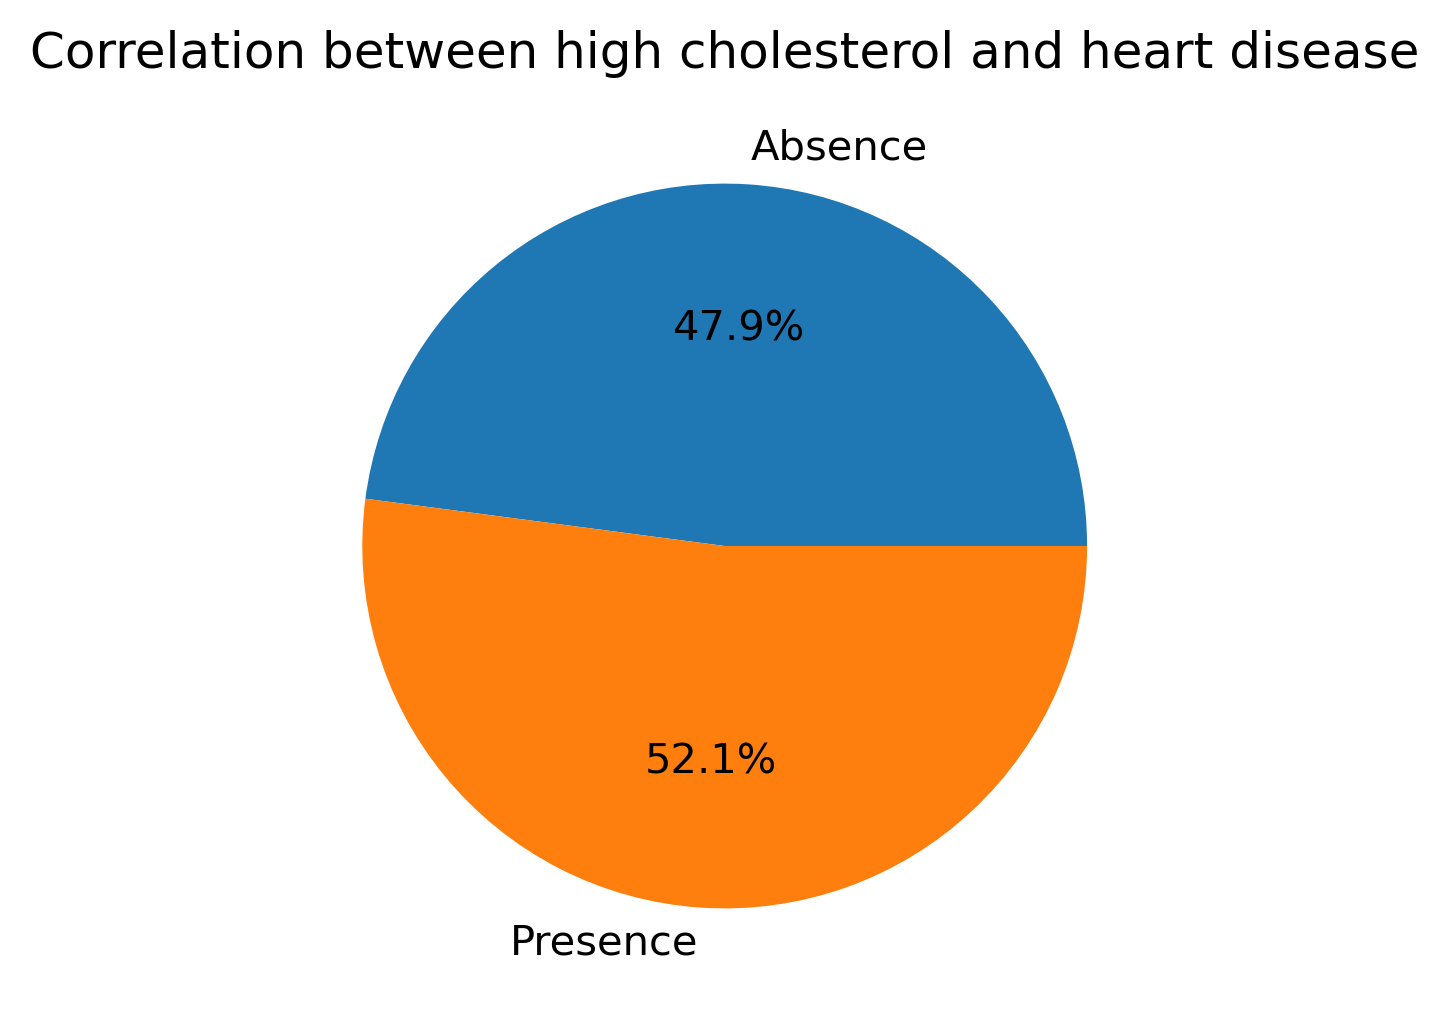 Correlation between high cholesterol and heart disease
Absence
47.9%
52.1%
Presence